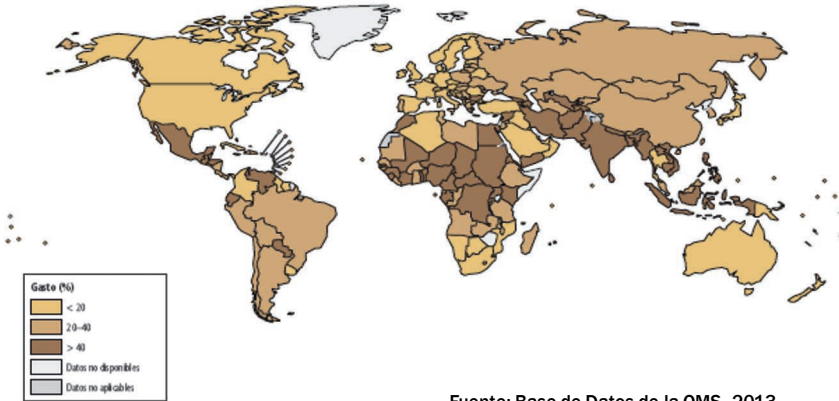 Gasto (%)
< 20
20–40
> 40
Datos no disponibles
Datos no aplicables
Fuente: Base de Datos de la OMS, 2013